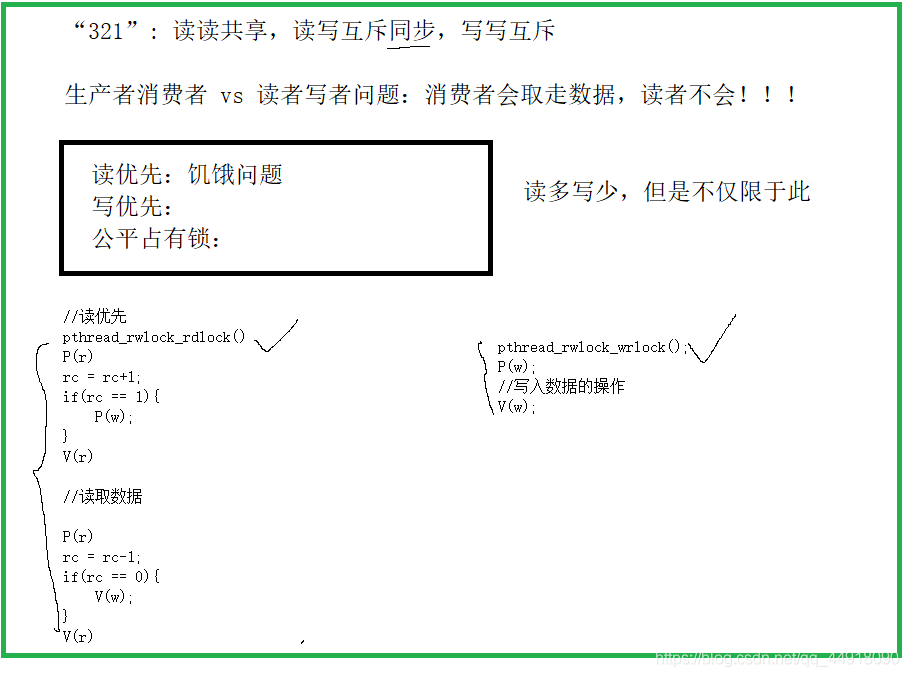 “321”: 读读共享，读写互斥同步，写写互斥
生产者消费者 vs 读者写者问题：消费者会取走数据，读者不会！！！
读优先：饥饿问题
写优先：
公平占有锁：
读多写少，但是不仅限于此
//读优先
pthread_rwlock_rdlock()
P(r)
rc = rc+1;
if(rc == 1){
P(w);
}
V(r)
//读取数据
P(r)
rc = rc-1;
if(rc == 0){
V(w);
}
V(r)
pthread_rwlock_wrlock();
P(w);
//写入数据的操作
V(w);
https://blog.csdn.net/qq_44918090